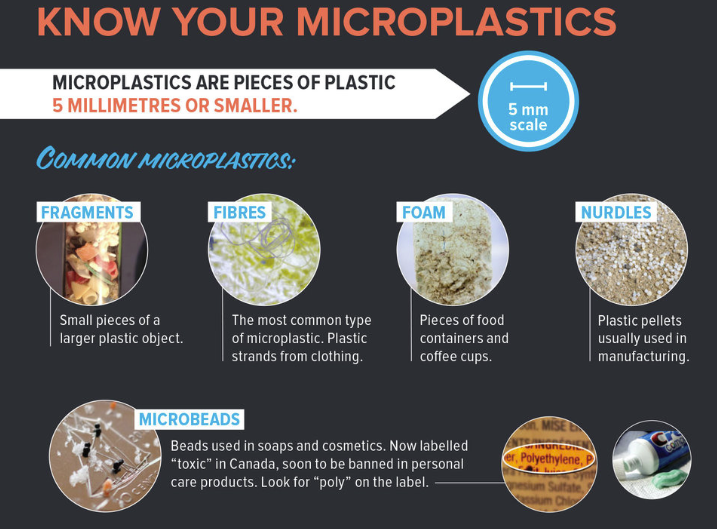 KNOW YOUR MICROPLASTICS
MICROPLASTICS ARE PIECES OF PLASTIC
5 MILLIMETRES OR SMALLER.
5 mm
scale
COMMON MICROPLASTICS:
FRAGMENTS
Small pieces of a
larger plastic object.
FIBRES
The most common type
of microplastic. Plastic
strands from clothing.
FOAM
Pieces of food
containers and
coffee cups.
NURDLES
Plastic pellets
usually used in
manufacturing.
MICROBEADS
Beads used in soaps and cosmetics. Now labelled
“toxic” in Canada, soon to be banned in personal
care products. Look for “poly” on the label.
MISE
er, Polyethylene, P
nesium Sulfate,